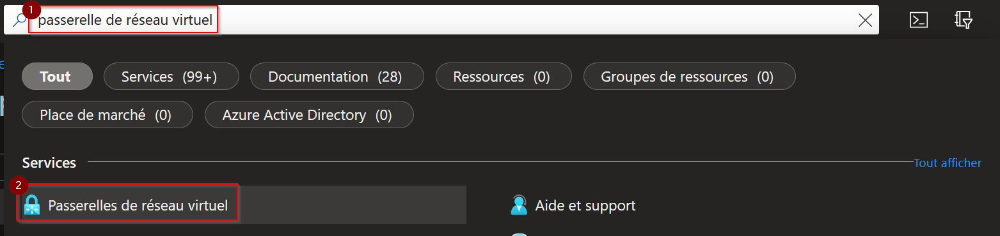 1
passerelle de réseau virtuel
Tout Services (99+) Documentation (28) Ressources (0) Groupes de ressources (0)
Place de marché (0) Azure Active Directory (0)
Services Tout afficher
2
Passerelles de réseau virtuel Aide et support